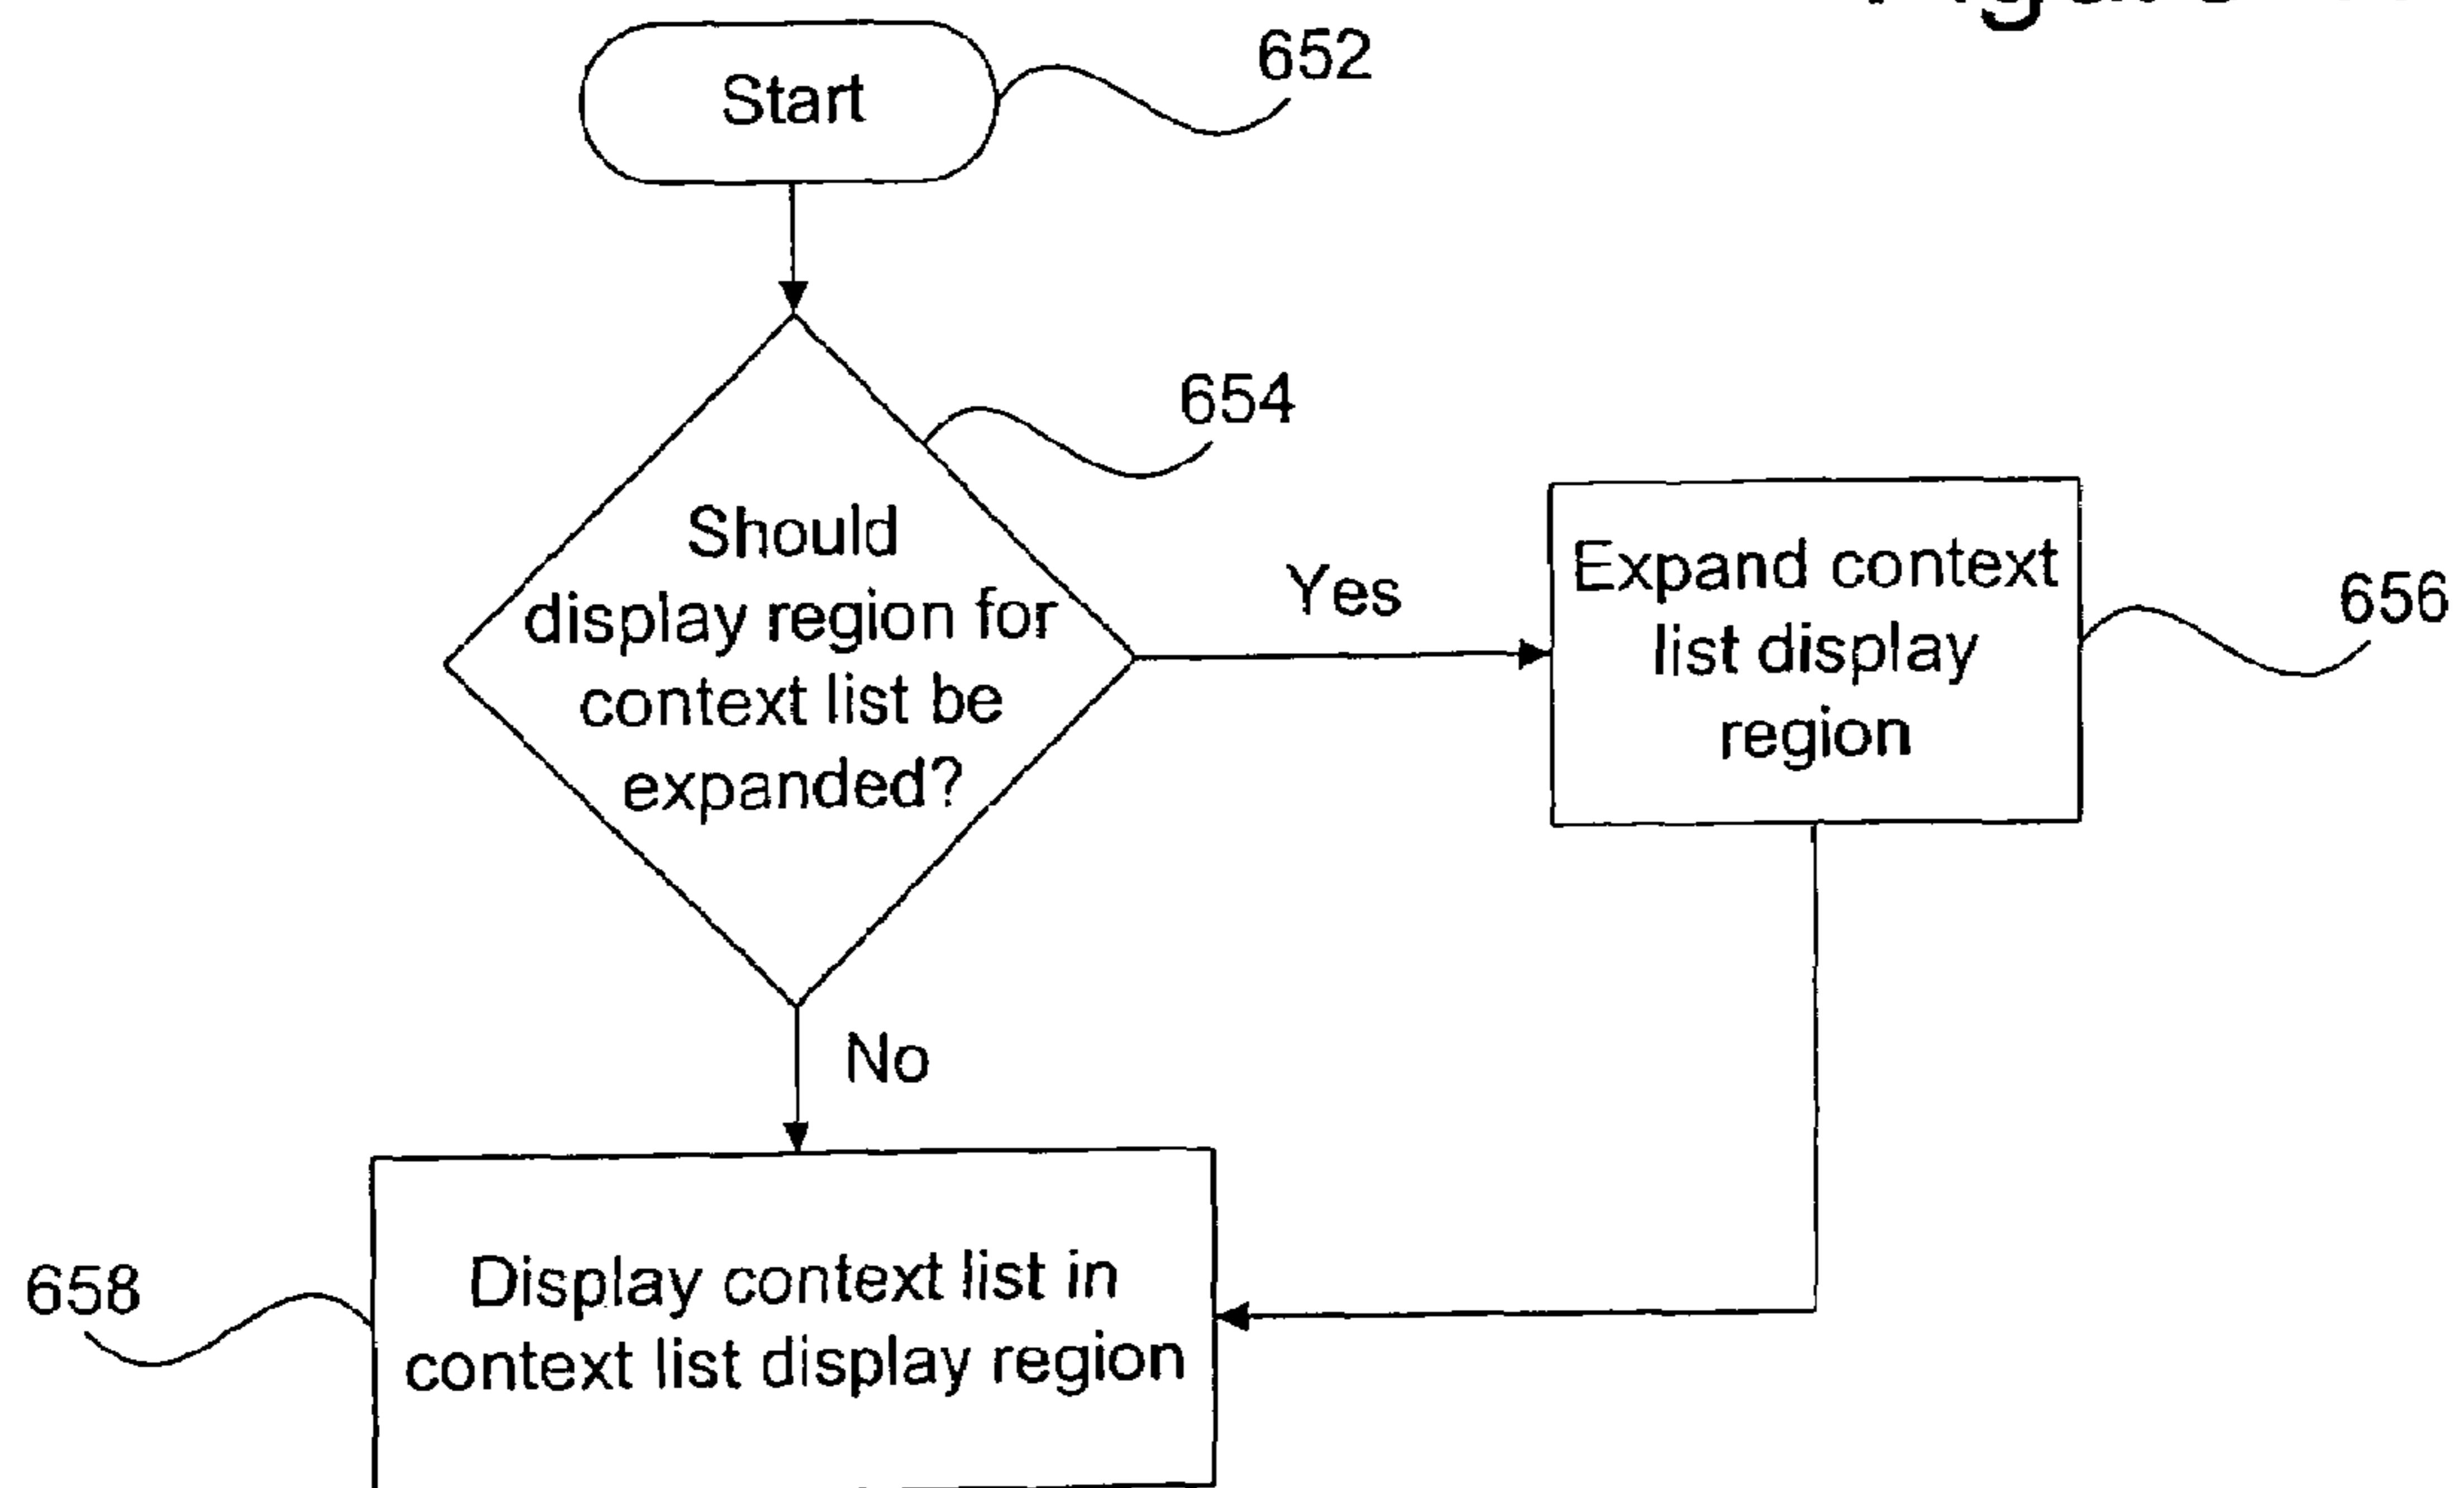 Start
652
654
Should
display region for
context list be
expanded?
Yes
Expand context
list display
region
656
No
658
Display context list in
context list display region